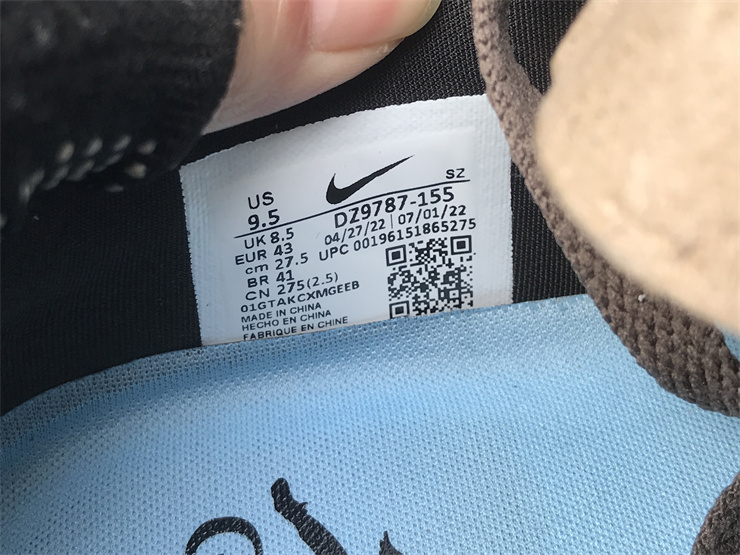 US
SZ
9.5
DZ9787-155
UK 8.5
04/27/22 | 07/01/22
EUR 43
UPC 00196151865275
cm 27.5
BR 41
CN 275(2.5)
01GTAKCXMGEEB
MADE IN CHINA
HECHO EN CHINA
FABRIQUE EN CHINE